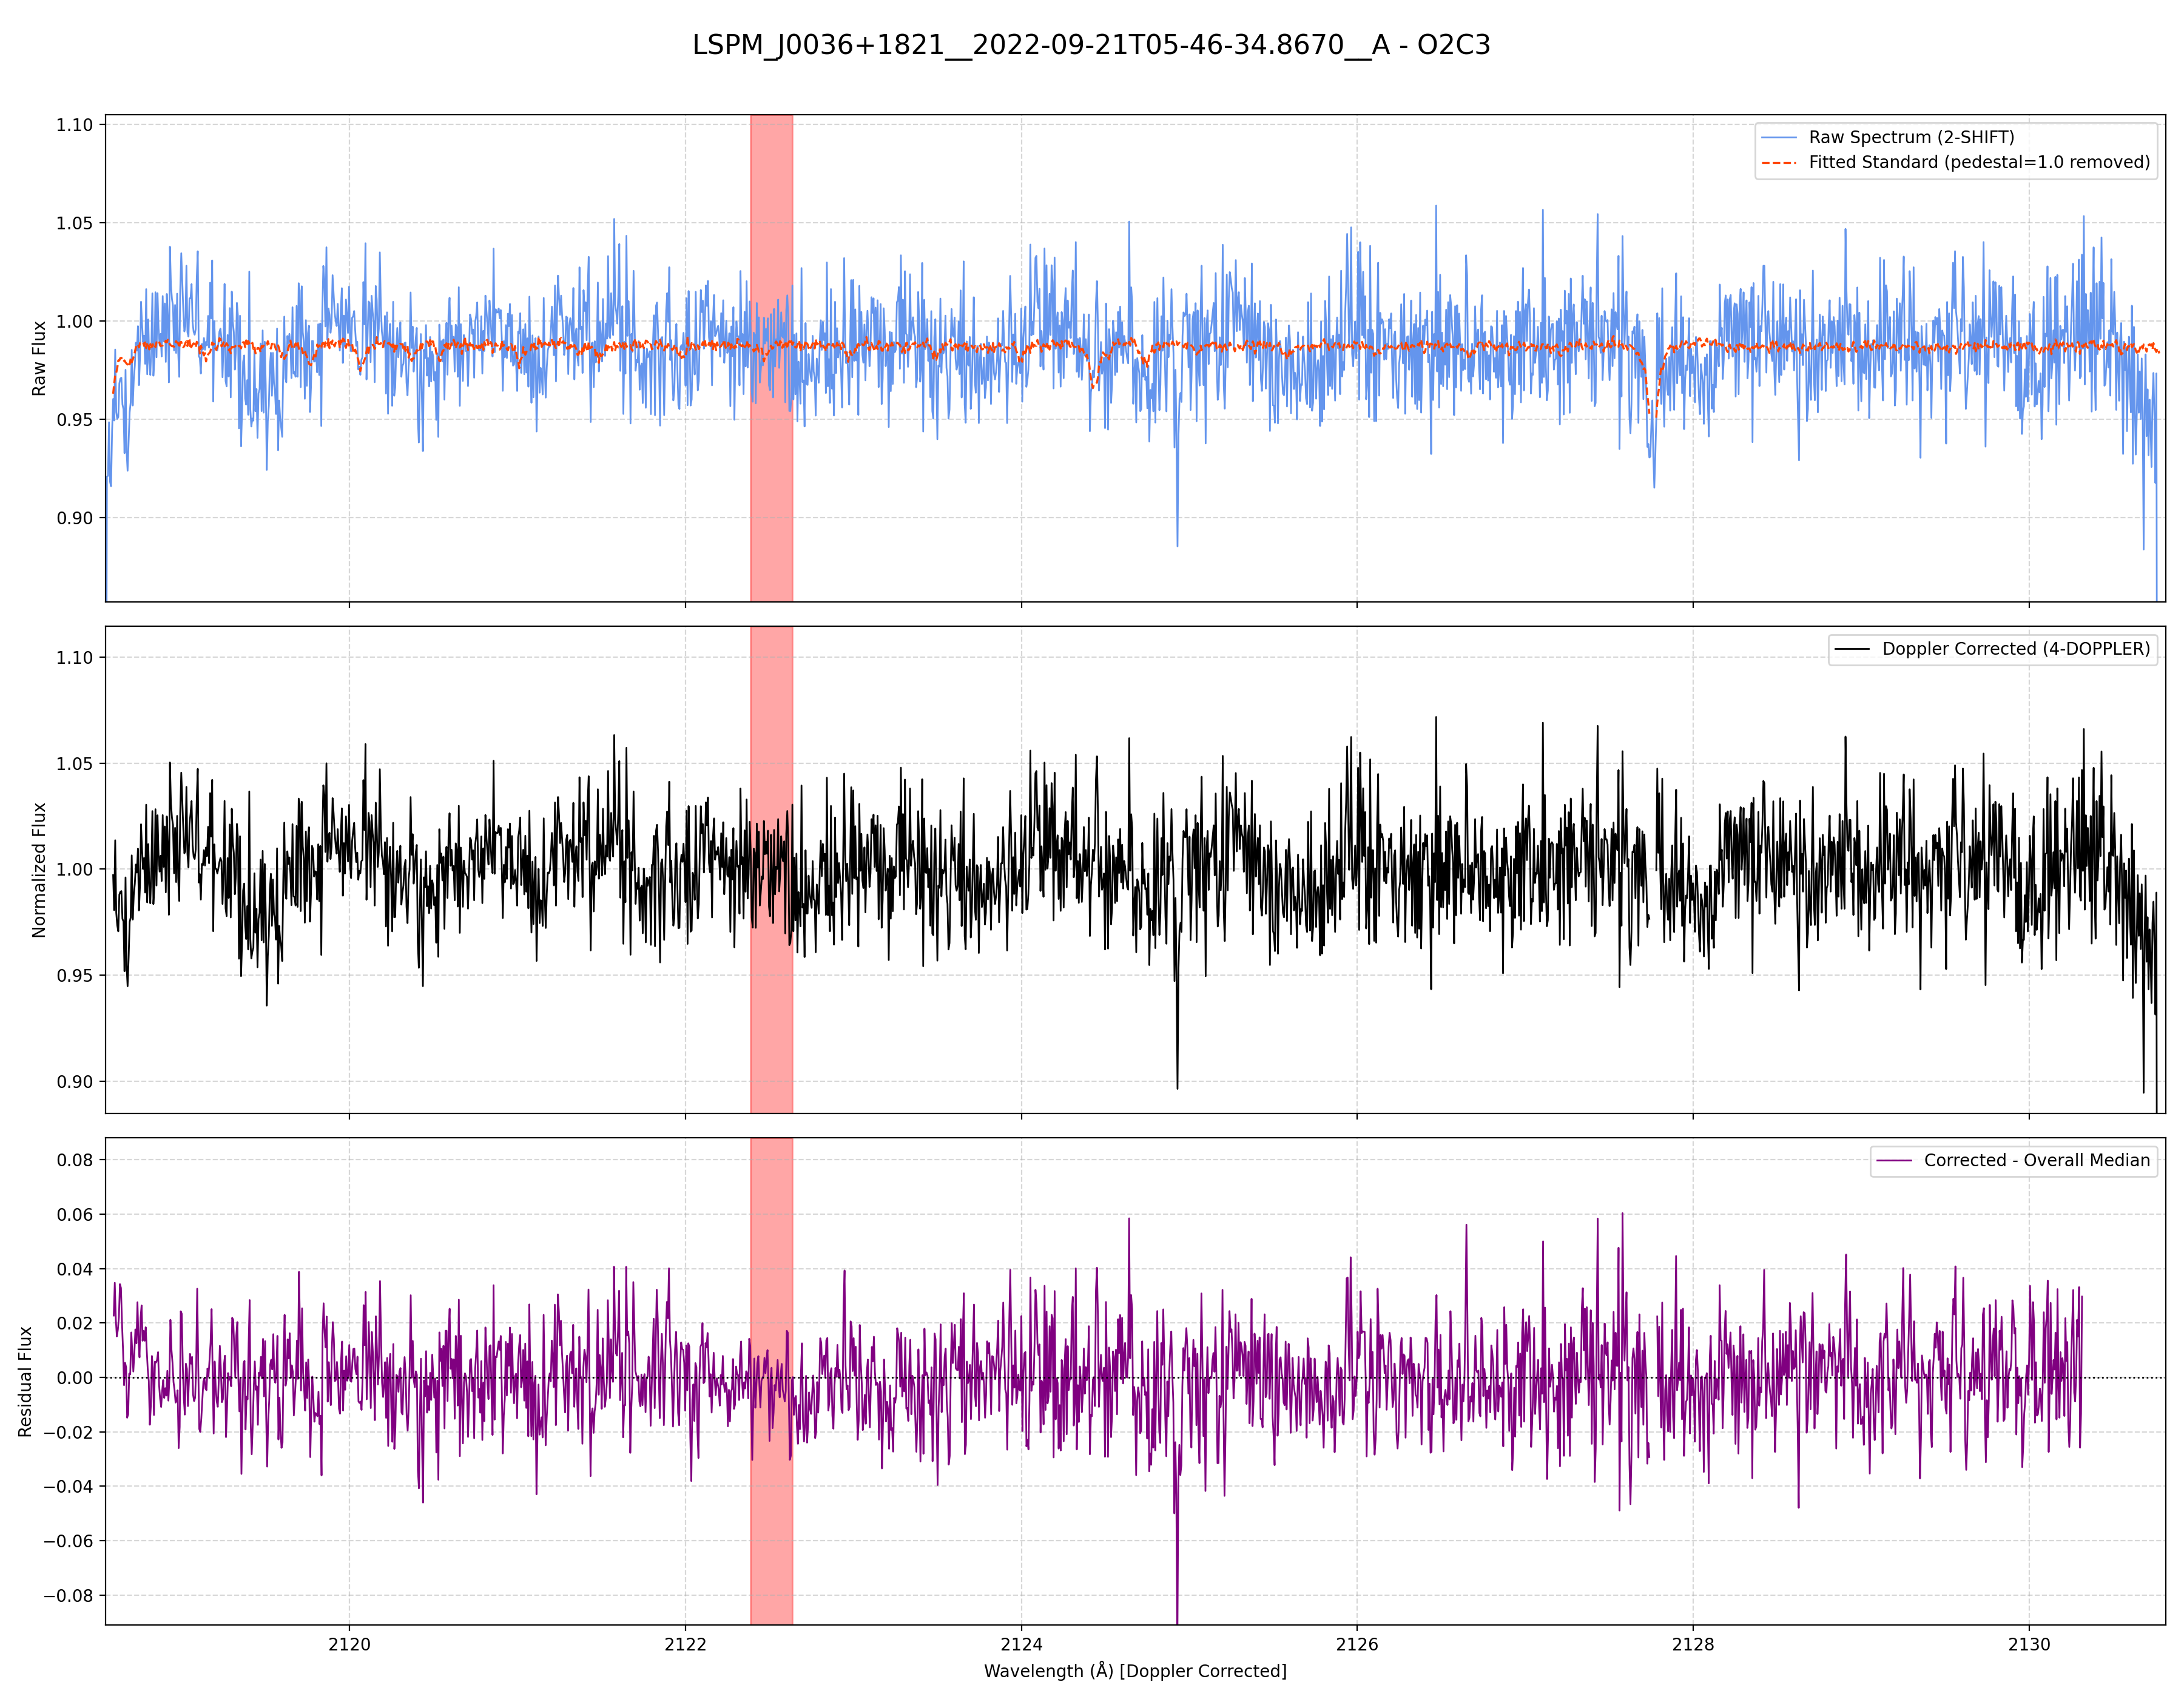 LSPM_J0036+1821__2022-09-21T05-46-34.8670__A - O2C3
1.10
1.05
1.00
0.95
0.90
Raw Flux
Raw Spectrum (2-SHIFT)
Fitted Standard (pedestal=1.0 removed)
1.10
1.05
1.00
0.95
0.90
Normalized Flux
Doppler Corrected (4-DOPPLER)
0.08
0.06
0.04
0.02
0.00
−0.02
−0.04
−0.06
−0.08
Residual Flux
Corrected - Overall Median
2120
2122
2124
2126
2128
2130
Wavelength (Å) [Doppler Corrected]